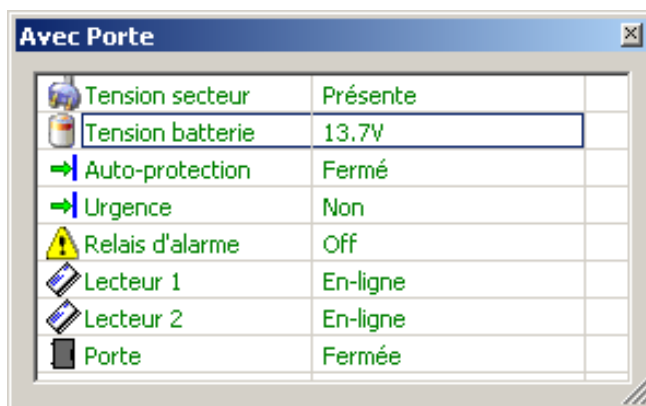 Avec Porte
Tension secteur Présente
Tension batterie 13.7V
Auto-protection Fermé
Urgence Non
Relais d'alarme Off
Lecteur 1 En-ligne
Lecteur 2 En-ligne
Porte Fermée